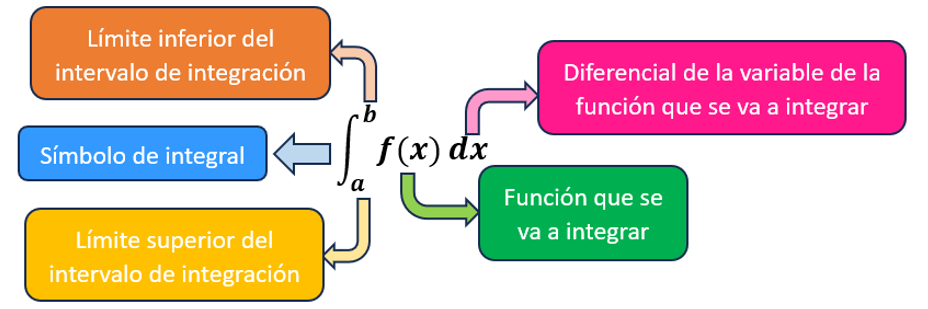 Límite inferior del
intervalo de integración
Símbolo de integral
Límite superior del
intervalo de integración
∫_a^b f(x) dx
Diferencial de la variable de la
función que se va a integrar
Función que se
va a integrar